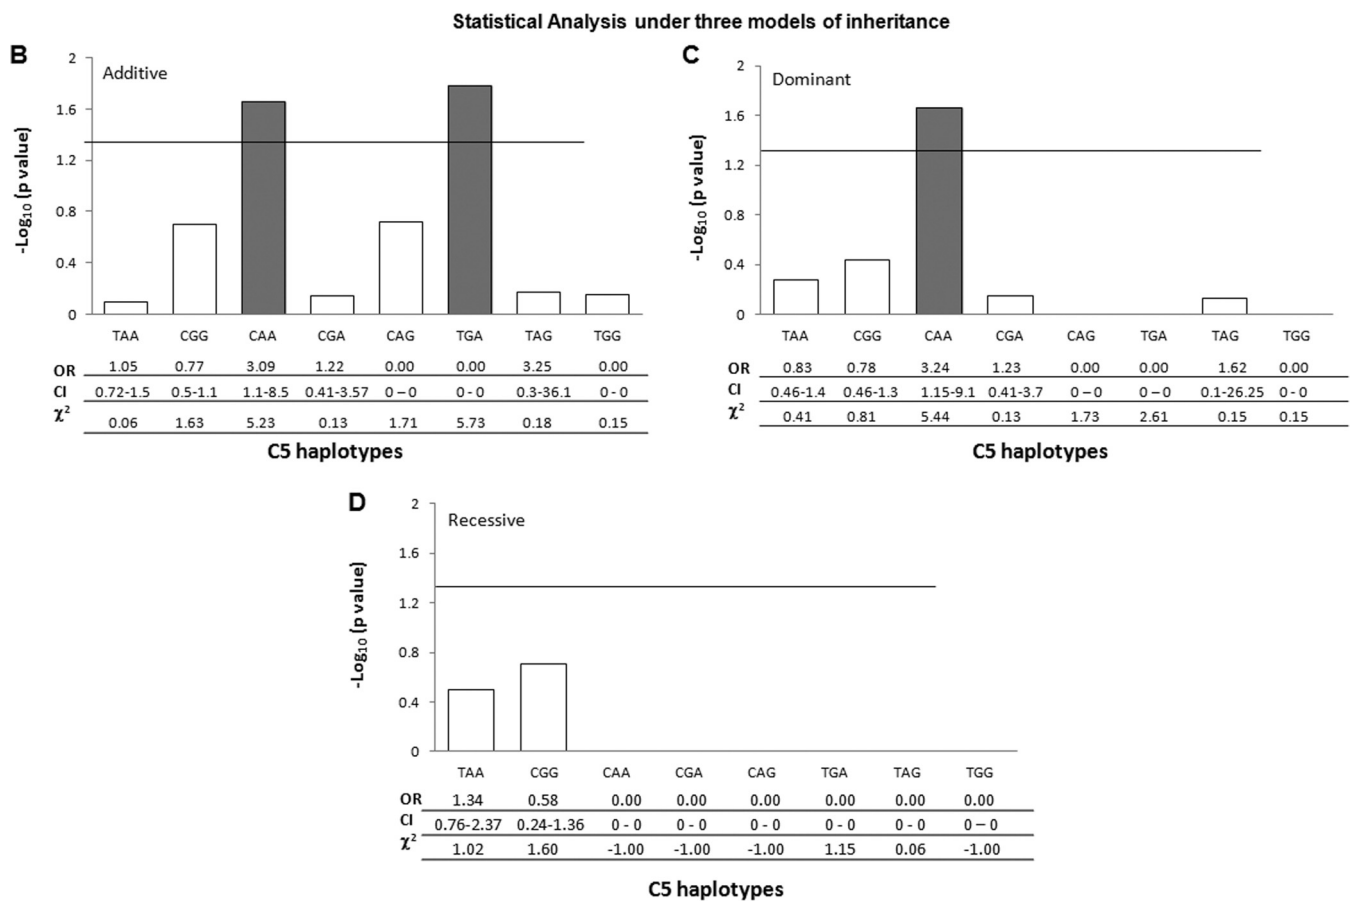 Statistical Analysis under three models of inheritance
B
Additive
-Log10 (p value)
2
1.6
1.2
0.8
0.4
0
TAA CGG CAA CGA CAG TGA TAG TGG
OR 1.05 0.77 3.09 1.22 0.00 0.00 3.25 0.00
CI 0.72-1.5 0.5-1.1 1.1-8.5 0.41-3.57 0 – 0 0 - 0 0.3-36.1 0 - 0
χ² 0.06 1.63 5.23 0.13 1.71 5.73 0.18 0.15
C5 haplotypes
C
Dominant
-Log10 (p value)
2
1.6
1.2
0.8
0.4
0
TAA CGG CAA CGA CAG TGA TAG TGG
OR 0.83 0.78 3.24 1.23 0.00 0.00 1.62 0.00
CI 0.46-1.4 0.46-1.3 1.15-9.1 0.41-3.7 0 – 0 0 – 0 0.1-26.25 0 - 0
χ² 0.41 0.81 5.44 0.13 1.73 2.61 0.15 0.15
C5 haplotypes
D
Recessive
-Log10 (p value)
2
1.6
1.2
0.8
0.4
0
TAA CGG CAA CGA CAG TGA TAG TGG
OR 1.34 0.58 0.00 0.00 0.00 0.00 0.00 0.00
CI 0.76-2.37 0.24-1.36 0 - 0 0 - 0 0 - 0 0 - 0 0 - 0 0 – 0
χ² 1.02 1.60 -1.00 -1.00 -1.00 1.15 0.06 -1.00
C5 haplotypes